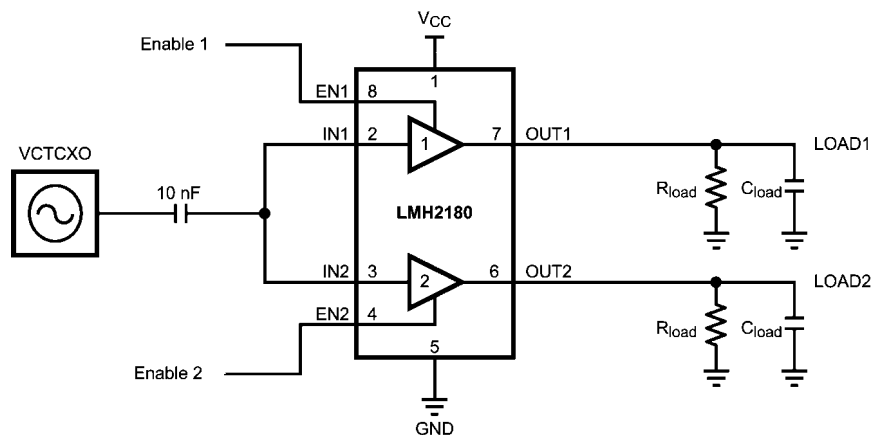 VCC
Enable 1
1
EN1 8
IN1 2
1
7 OUT1
LOAD1
VCTCXO
10 nF
Rload
Cload
LMH2180
IN2 3
2
6 OUT2
LOAD2
EN2 4
Rload
Cload
5
Enable 2
GND